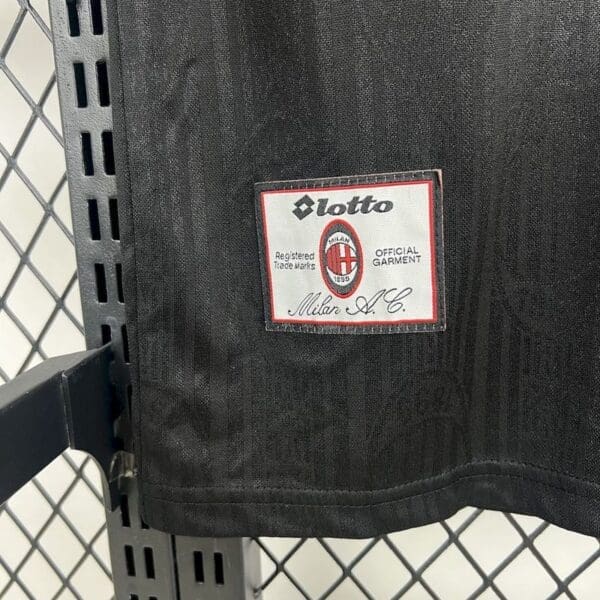 lotto
Registered
Trade Marks
MILAN
1899
OFFICIAL
GARMENT
Milan A.C.